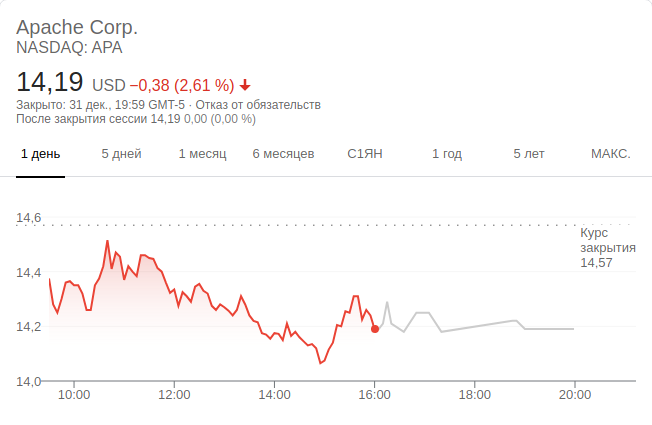 Apache Corp.
NASDAQ: APA
14,19 USD −0,38 (2,61 %)
Закрыто: 31 дек., 19:59 GMT-5 · Отказ от обязательств
После закрытия сессии 14,19 0,00 (0,00 %)
1 день 5 дней 1 месяц 6 месяцев С1ЯН 1 год 5 лет МАКС.
14,6
Курс
закрытия
14,57
14,4
14,2
14,0
10:00 12:00 14:00 16:00 18:00 20:00